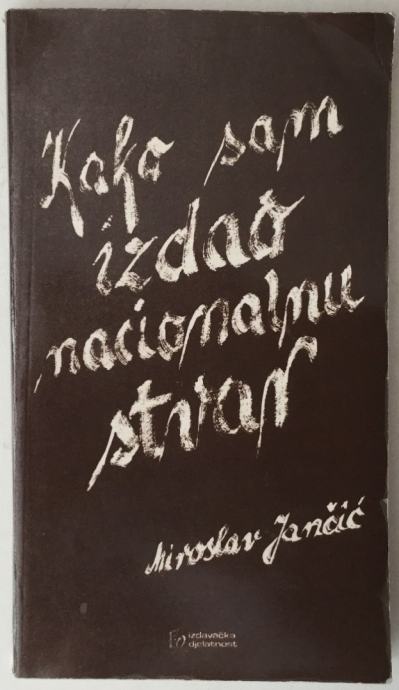 Kako sam
izdao
nacionalnu
stvar
Miroslav Jančić
izdavačka
djelatnost